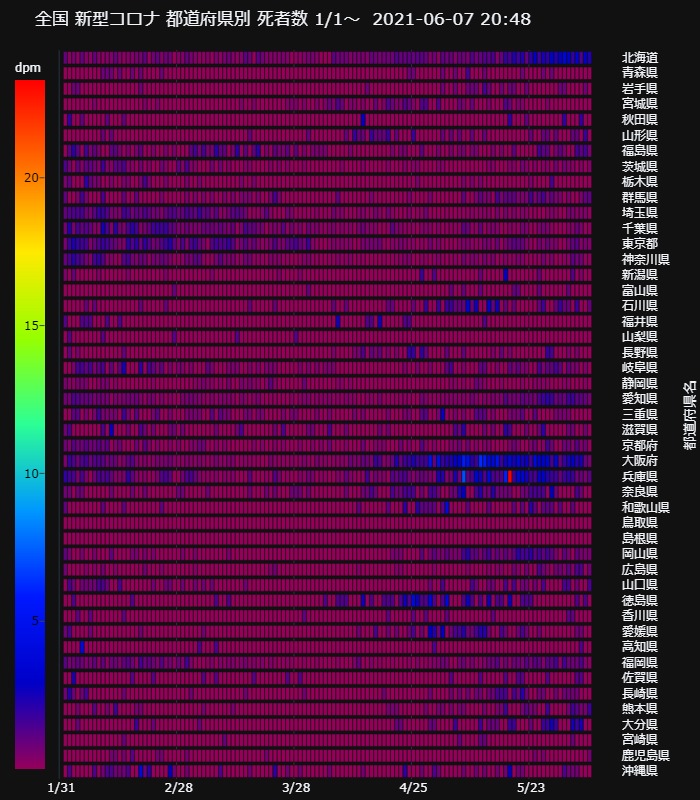 全国 新型コロナ 都道府県別 死者数 1/1～ 2021-06-07 20:48
dpm
20
15
10
5
北海道
青森県
岩手県
宮城県
秋田県
山形県
福島県
茨城県
栃木県
群馬県
埼玉県
千葉県
東京都
神奈川県
新潟県
富山県
石川県
福井県
山梨県
長野県
岐阜県
静岡県
愛知県
三重県
滋賀県
京都府
大阪府
兵庫県
奈良県
和歌山県
鳥取県
島根県
岡山県
広島県
山口県
徳島県
香川県
愛媛県
高知県
福岡県
佐賀県
長崎県
熊本県
大分県
宮崎県
鹿児島県
沖縄県
都道府県名
1/31 2/28 3/28 4/25 5/23